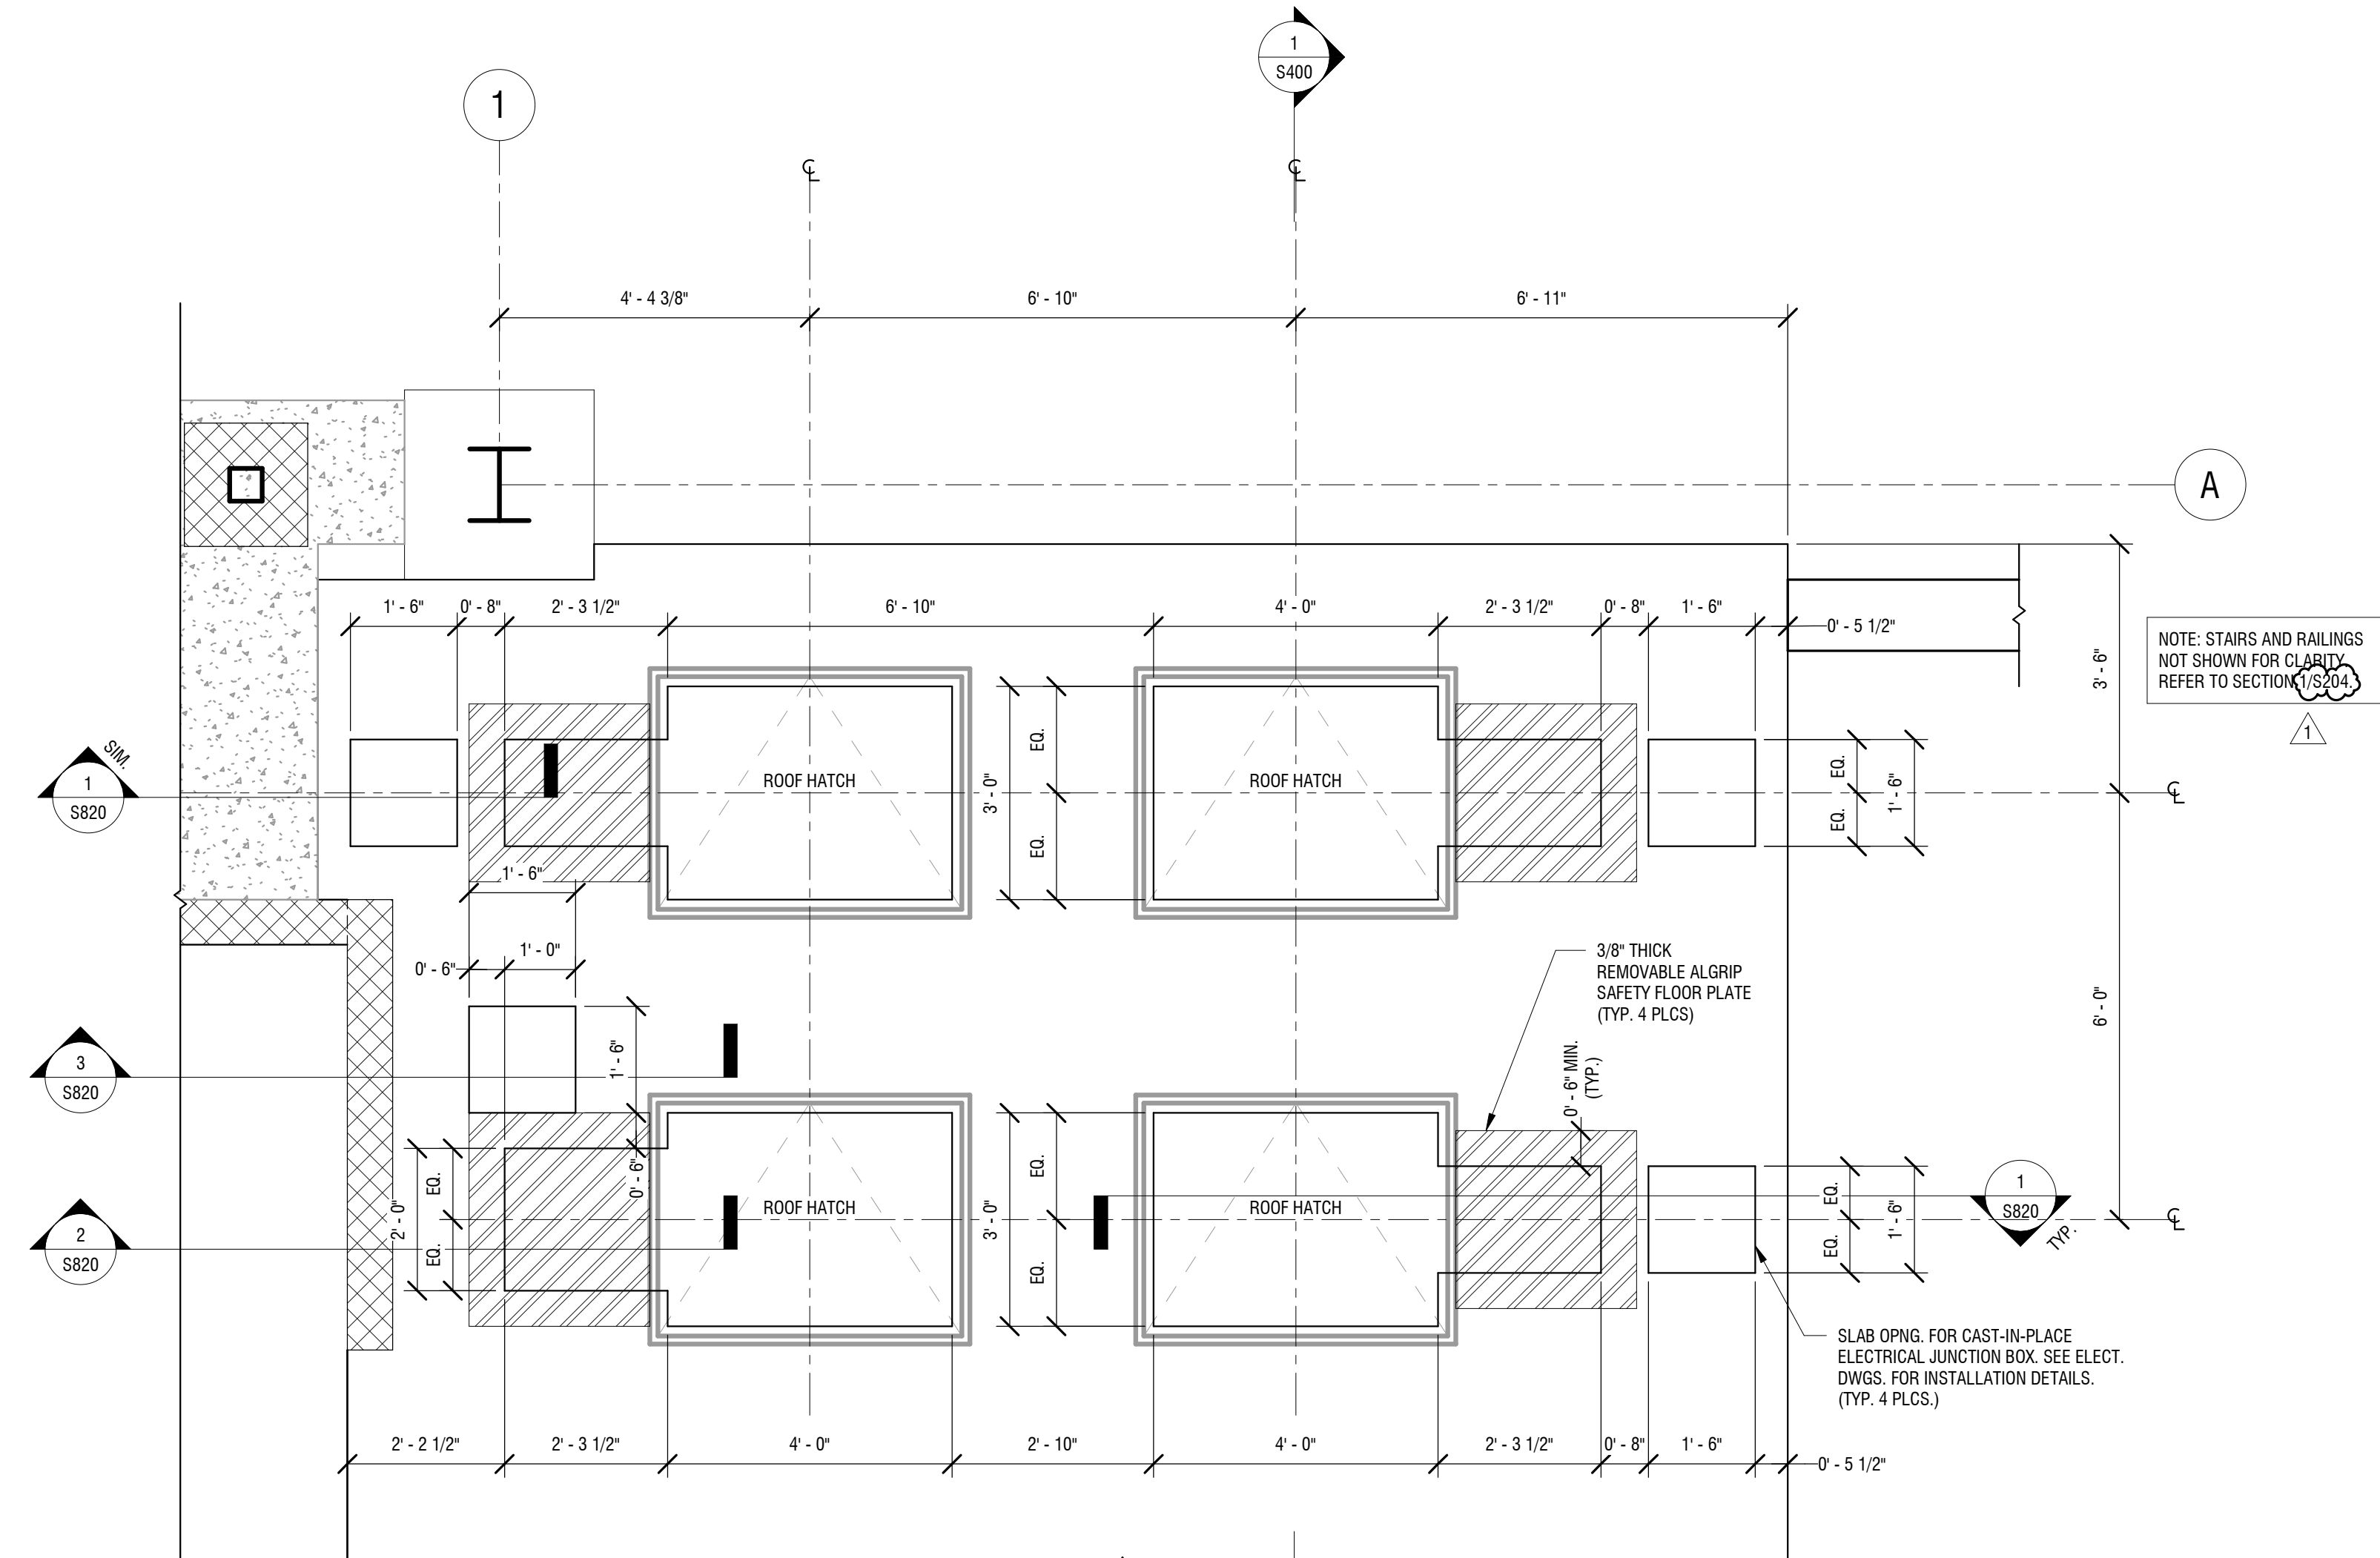 1
S400
1
℄
℄
4' - 4 3/8"
6' - 10"
6' - 11"
A
1' - 6"
0' - 8"
2' - 3 1/2"
6' - 10"
4' - 0"
2' - 3 1/2"
0' - 8"
1' - 6"
0' - 5 1/2"
3' - 6"
NOTE: STAIRS AND RAILINGS
NOT SHOWN FOR CLARITY.
REFER TO SECTION 1/S204.
1
SIM.
1
S820
ROOF HATCH
EQ.
EQ.
3' - 0"
ROOF HATCH
EQ.
EQ.
1' - 6"
℄
1' - 6"
0' - 6"
1' - 0"
3/8" THICK
REMOVABLE ALGRIP
SAFETY FLOOR PLATE
(TYP. 4 PLCS)
6' - 0"
3
S820
1' - 6"
0' - 6" MIN.
(TYP.)
0' - 6"
2
S820
2' - 0"
EQ.
EQ.
ROOF HATCH
3' - 0"
EQ.
EQ.
ROOF HATCH
EQ.
EQ.
1' - 6"
1
S820
TYP.
℄
SLAB OPNG. FOR CAST-IN-PLACE
ELECTRICAL JUNCTION BOX. SEE ELECT.
DWGS. FOR INSTALLATION DETAILS.
(TYP. 4 PLCS.)
2' - 2 1/2"
2' - 3 1/2"
4' - 0"
2' - 10"
4' - 0"
2' - 3 1/2"
0' - 8"
1' - 6"
0' - 5 1/2"